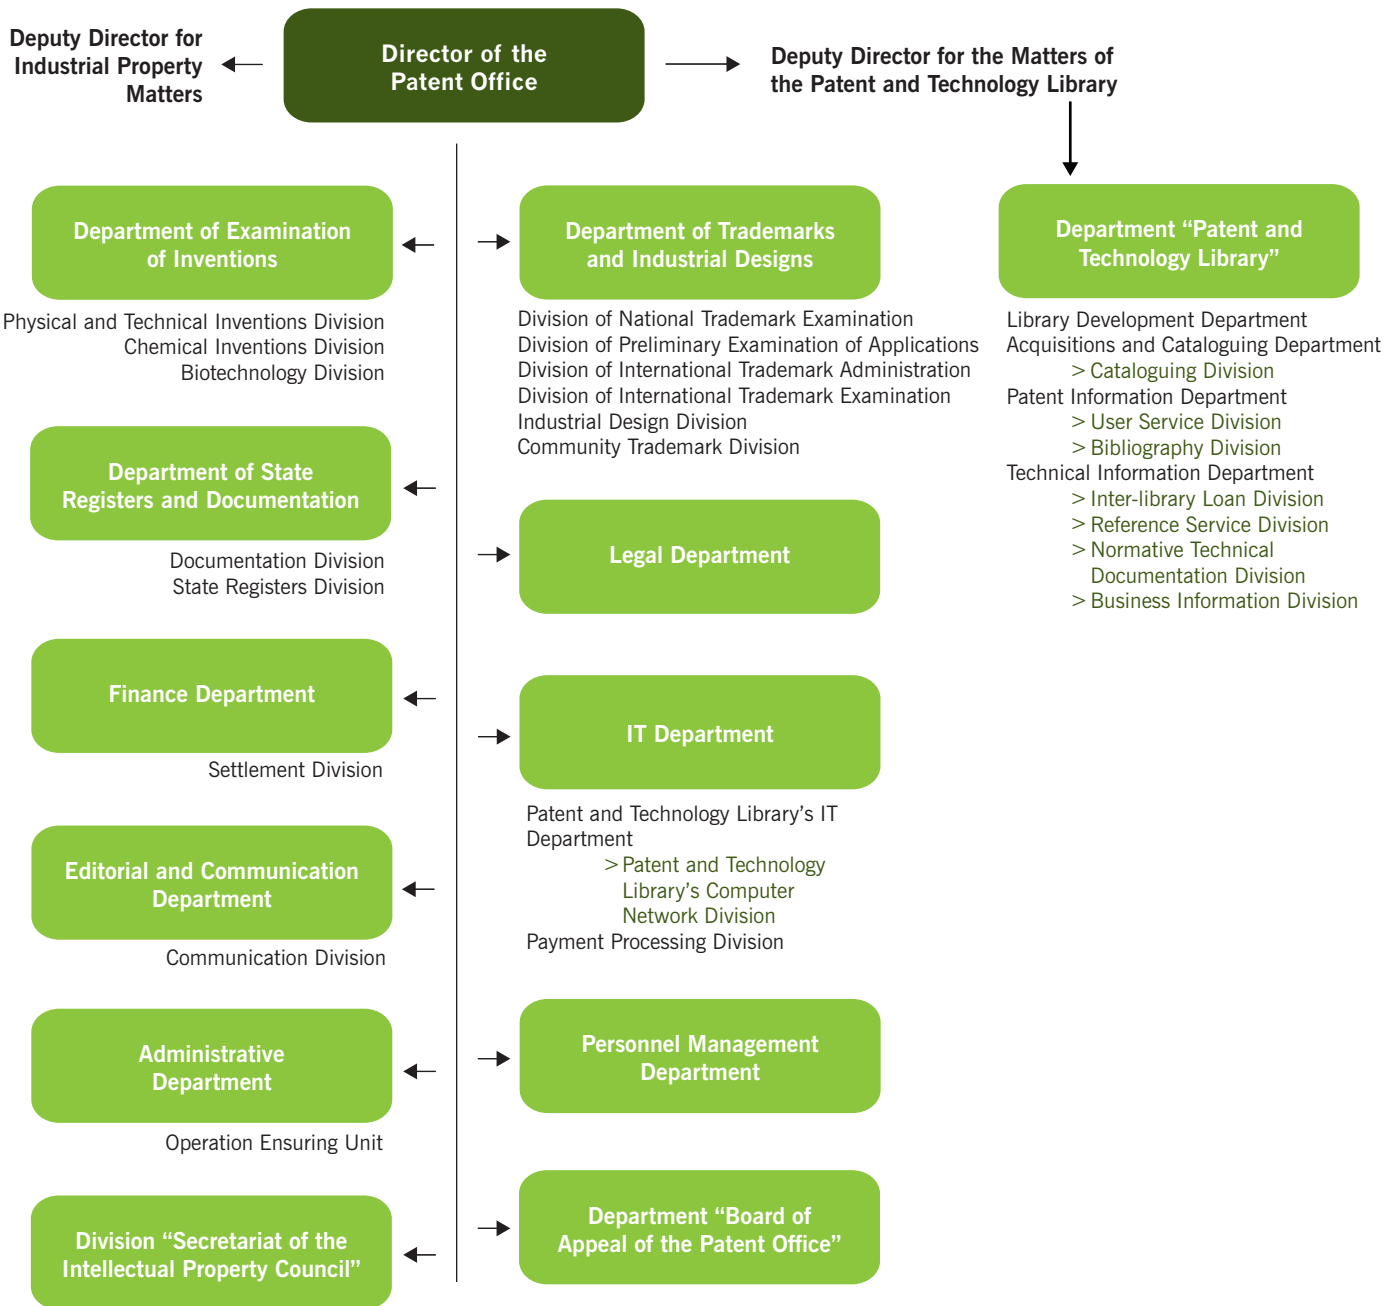 Deputy Director for
Industrial Property
Matters
Director of the
Patent Office
Deputy Director for the Matters of
the Patent and Technology Library
Department of Examination
of Inventions
Physical and Technical Inventions Division
Chemical Inventions Division
Biotechnology Division
Department of State
Registers and Documentation
Documentation Division
State Registers Division
Finance Department
Settlement Division
Editorial and Communication
Department
Communication Division
Administrative
Department
Operation Ensuring Unit
Division “Secretariat of the
Intellectual Property Council”
Department of Trademarks
and Industrial Designs
Division of National Trademark Examination
Division of Preliminary Examination of Applications
Division of International Trademark Administration
Division of International Trademark Examination
Industrial Design Division
Community Trademark Division
Legal Department
IT Department
Patent and Technology Library’s IT
Department
> Patent and Technology
Library’s Computer
Network Division
Payment Processing Division
Personnel Management
Department
Department “Board of
Appeal of the Patent Office”
Department “Patent and
Technology Library”
Library Development Department
Acquisitions and Cataloguing Department
> Cataloguing Division
Patent Information Department
> User Service Division
> Bibliography Division
Technical Information Department
> Inter-library Loan Division
> Reference Service Division
> Normative Technical
Documentation Division
> Business Information Division